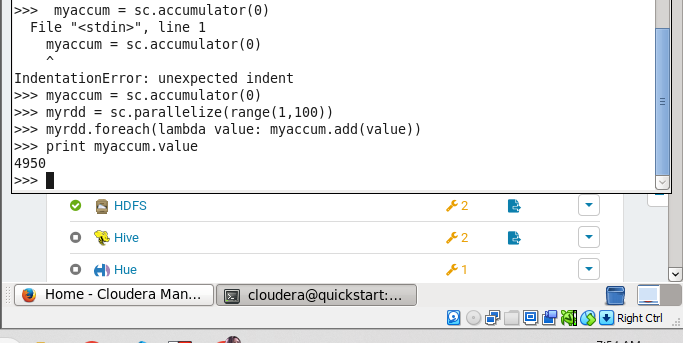 >>>  myaccum = sc.accumulator(0)
  File "<stdin>", line 1
    myaccum = sc.accumulator(0)
    ^
IndentationError: unexpected indent
>>> myaccum = sc.accumulator(0)
>>> myrdd = sc.parallelize(range(1,100))
>>> myrdd.foreach(lambda value: myaccum.add(value))
>>> print myaccum.value
4950
>>>
HDFS 2
Hive 2
Hue 1
Home - Cloudera Man... cloudera@quickstart:...
Right Ctrl